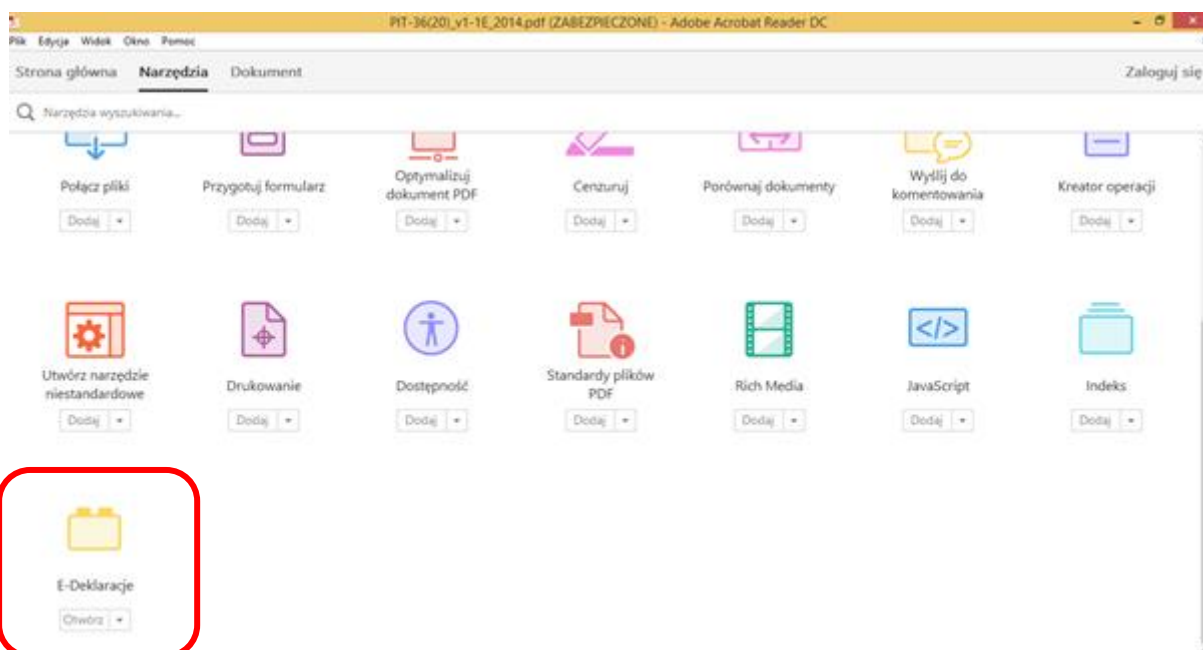 PIT-36(20)_v1-1E_2014.pdf (ZABEZPIECZONE) - Adobe Acrobat Reader DC
Plik Edycja Widok Okno Pomoc
Strona główna Narzędzia Dokument Zaloguj się
Narzędzia wyszukiwania...
Połącz pliki Przygotuj formularz Optymalizuj Cenzuruj Porównaj dokumenty Wyślij do Kreator operacji
dokument PDF komentowania
Dodaj Dodaj Dodaj Dodaj Dodaj Dodaj Dodaj
</>
Utwórz narzędzie Drukowanie Dostępność Standardy plików Rich Media JavaScript Indeks
niestandardowe PDF
Dodaj Dodaj Dodaj Dodaj Dodaj Dodaj Dodaj
E-Deklaracje
Otwórz